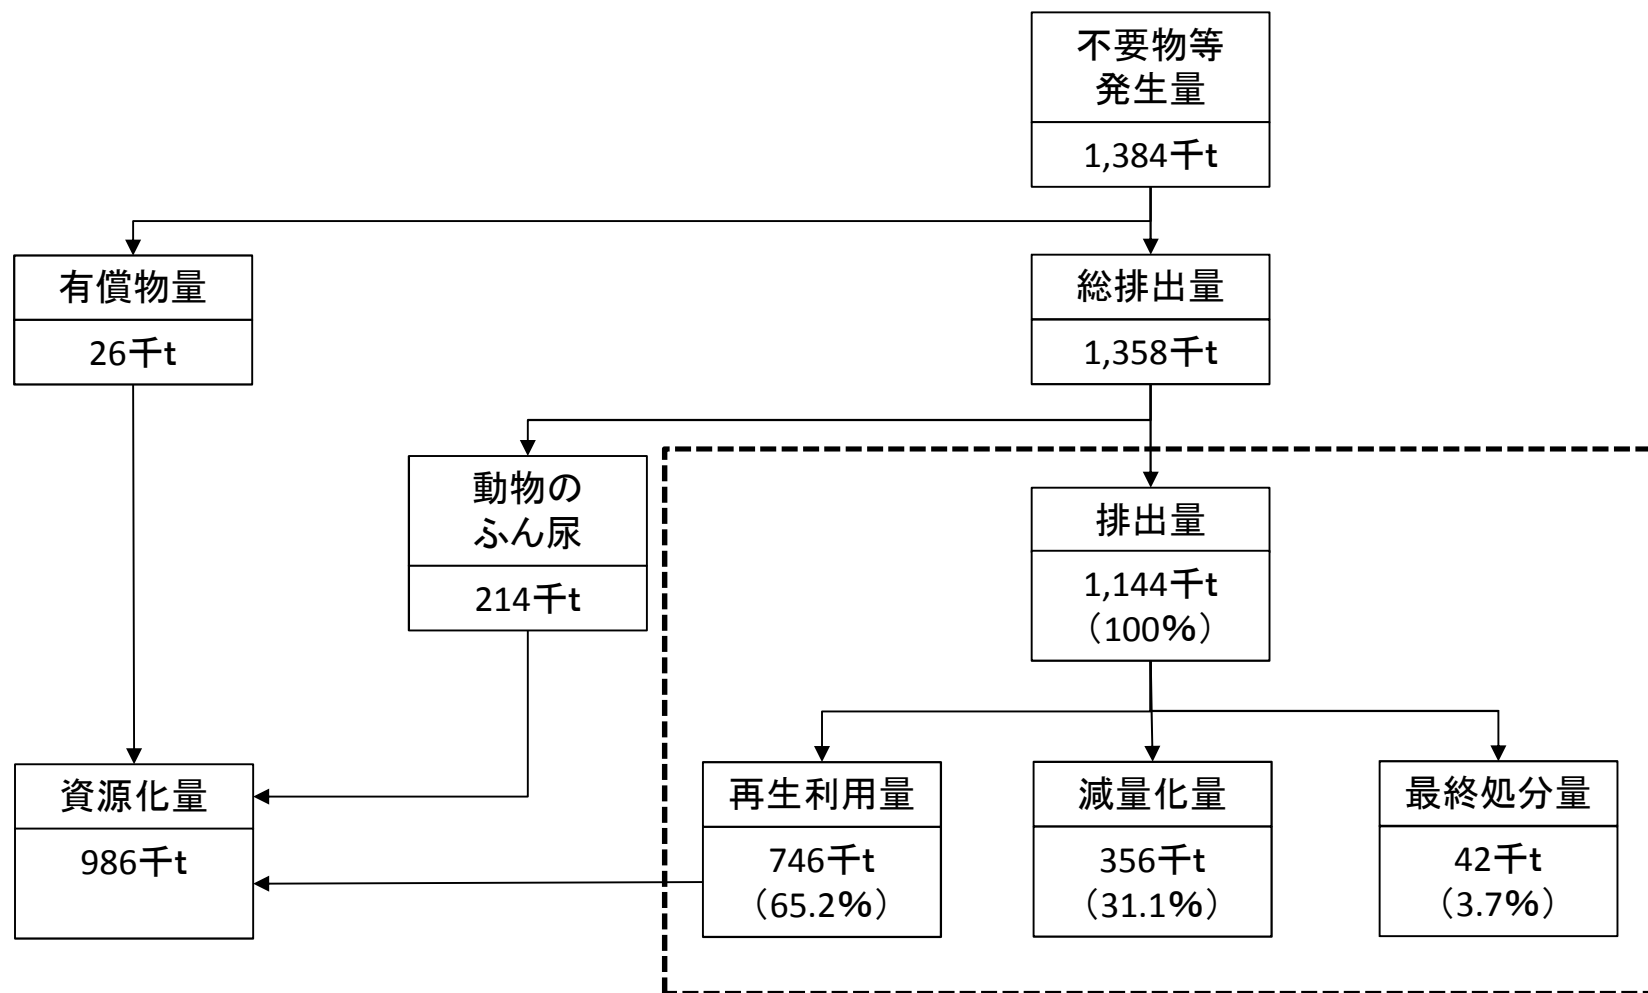 不要物等
発生量
1,384千t
有償物量
26千t
総排出量
1,358千t
動物の
ふん尿
214千t
排出量
1,144千t
（100%）
資源化量
986千t
再生利用量
746千t
（65.2%）
減量化量
356千t
（31.1%）
最終処分量
42千t
（3.7%）